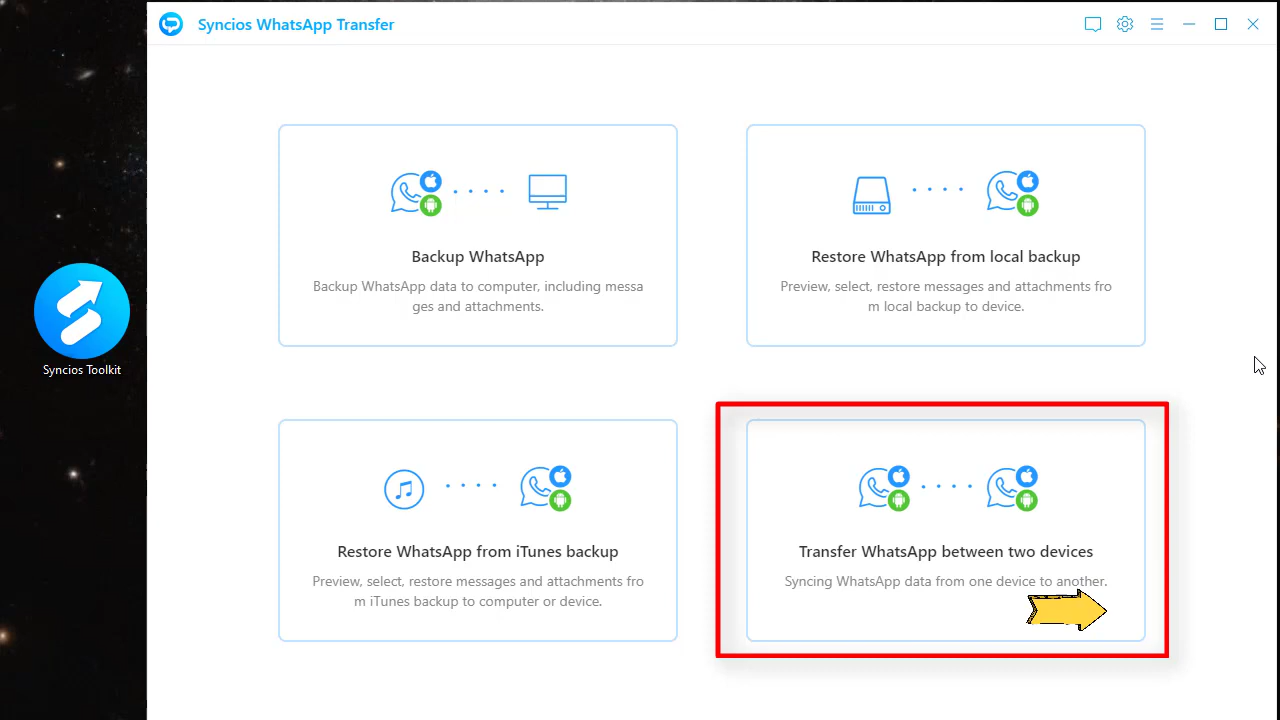 Syncios WhatsApp Transfer
Backup WhatsApp
Backup WhatsApp data to computer, including messa
ges and attachments.
Restore WhatsApp from local backup
Preview, select, restore messages and attachments fro
m local backup to device.
Syncios Toolkit
Restore WhatsApp from iTunes backup
Preview, select, restore messages and attachments fro
m iTunes backup to computer or device.
Transfer WhatsApp between two devices
Syncing WhatsApp data from one device to another.